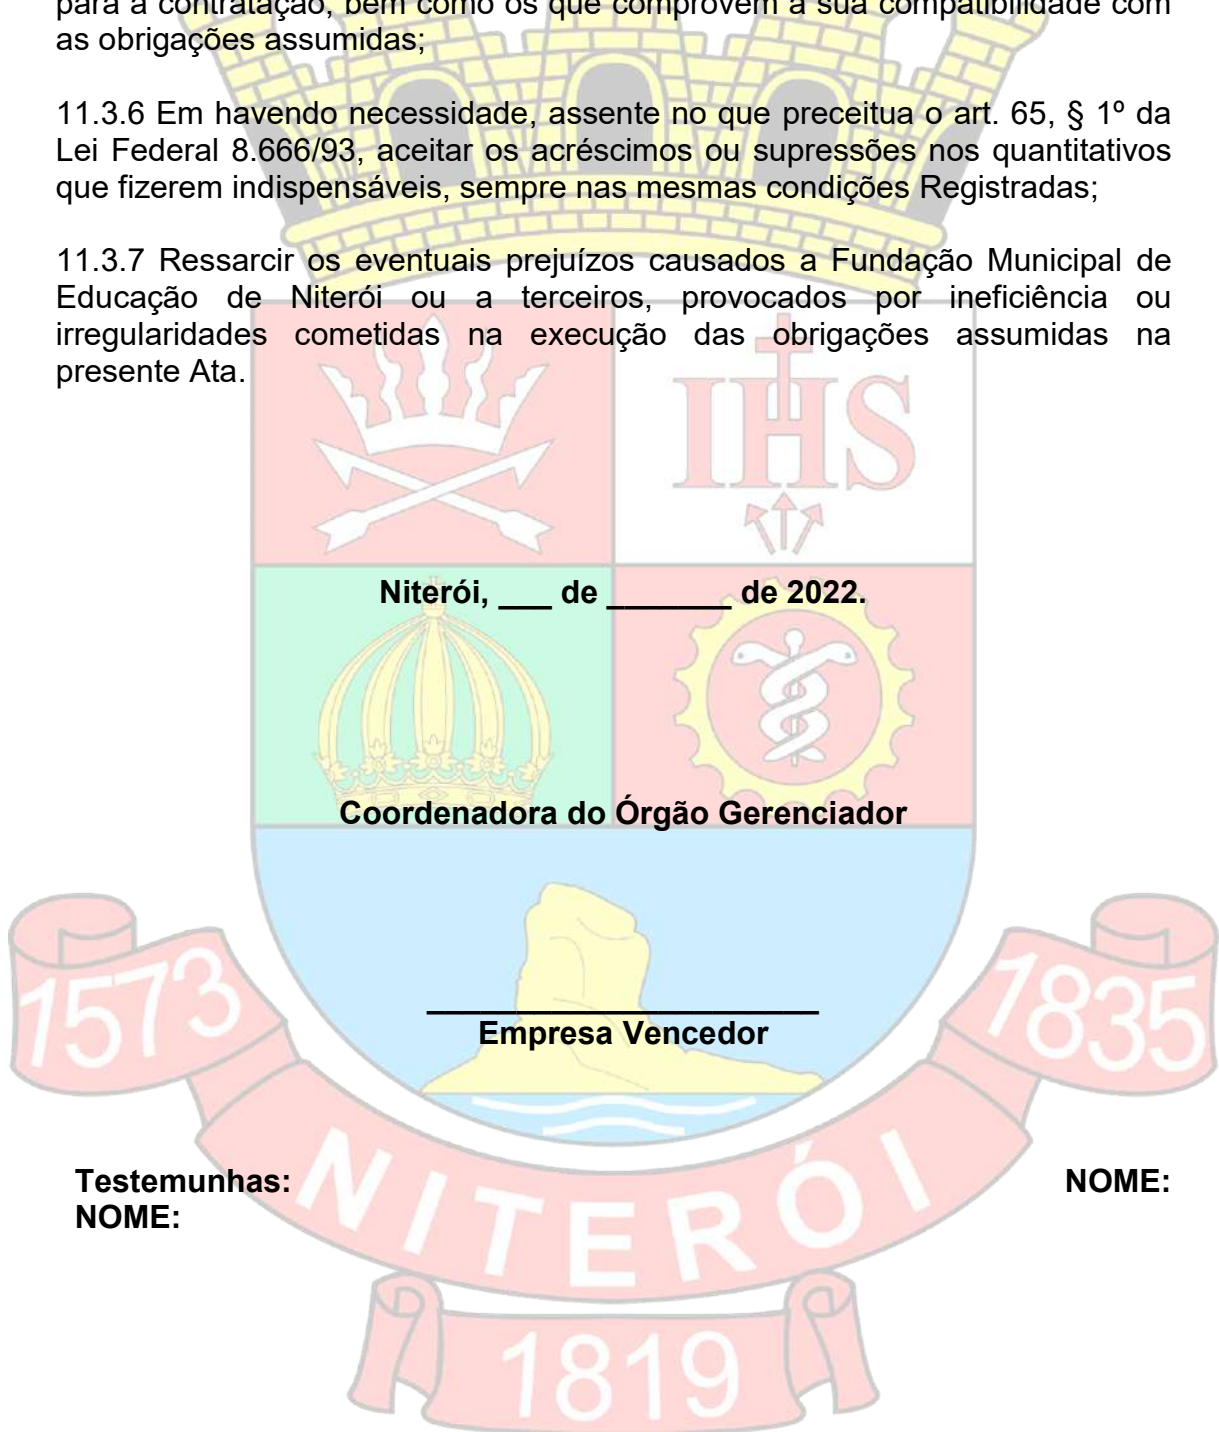 para a contratação, bem como os que comprovem a sua compatibilidade com
as obrigações assumidas;
11.3.6 Em havendo necessidade, assente no que preceitua o art. 65, § 1º da
Lei Federal 8.666/93, aceitar os acréscimos ou supressões nos quantitativos
que fizerem indispensáveis, sempre nas mesmas condições Registradas;
11.3.7 Ressarcir os eventuais prejuízos causados a Fundação Municipal de
Educação de Niterói ou a terceiros, provocados por ineficiência ou
irregularidades cometidas na execução das obrigações assumidas na
presente Ata.
IHS
Niterói, ___ de _______ de 2022.
Coordenadora do Órgão Gerenciador
1573
1835
______________________
Empresa Vencedor
Testemunhas: NOME:
NOME:
NITERÓI
1819